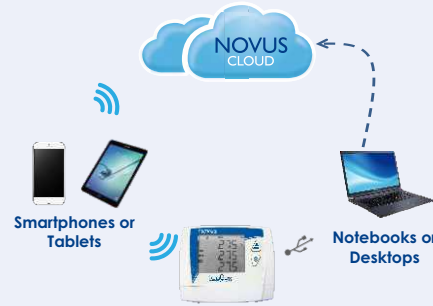 NOVUS
CLOUD
Smartphones or
Tablets
Notebooks or
Desktops